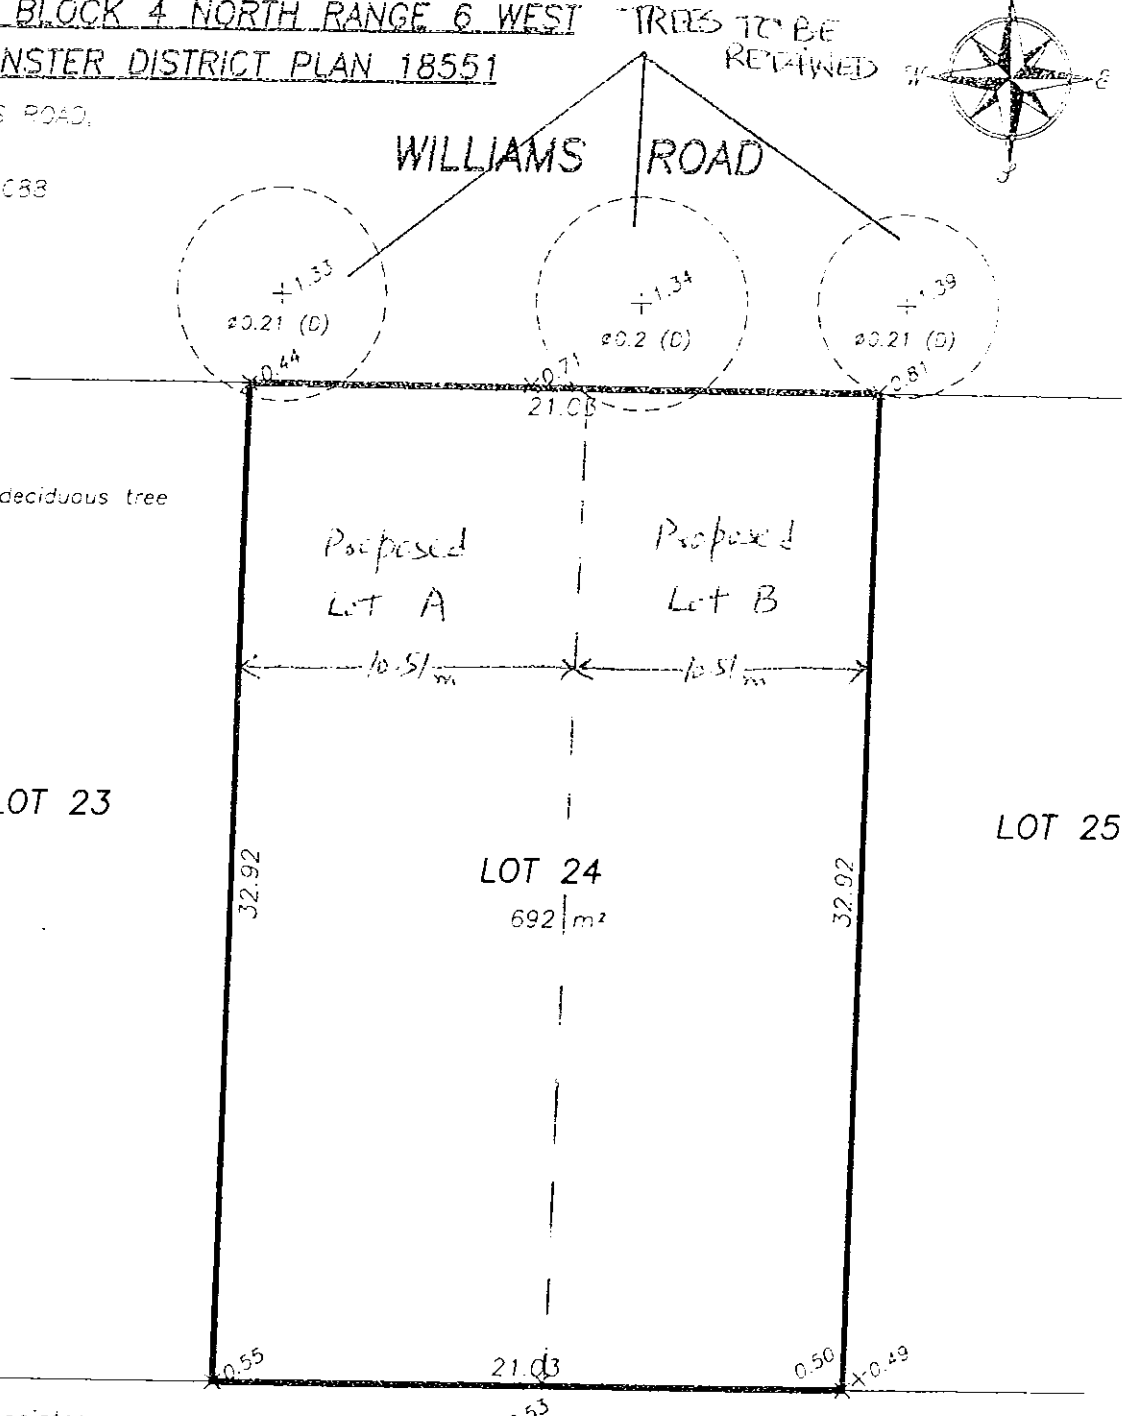 BLOCK 4 NORTH RANGE 6 WEST
NSTER DISTRICT PLAN 18551
TREES TO BE
RETAINED
W E
S
S ROAD,
WILLIAMS ROAD
1.33
ø0.21 (D)
1.34
ø0.2 (D)
1.39
ø0.21 (D)
0.44
0.71
0.81
21.03
deciduous tree
Proposed
Lot A
Proposed
Lot B
10.51 m
10.51 m
LOT 23
LOT 25
LOT 24
692 m²
32.92
32.92
0.55
21.03
0.50
0.49
.53